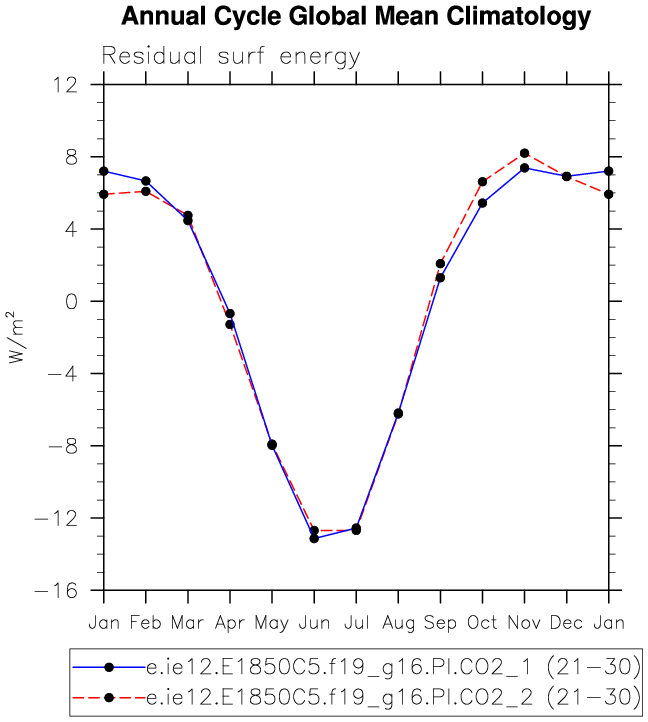 Annual Cycle Global Mean Climatology
Residual surf energy
12
8
4
0
−4
−8
−12
−16
W/m²
Jan Feb Mar Apr May Jun Jul Aug Sep Oct Nov Dec Jan
e.ie12.E1850C5.f19_g16.PI.CO2_1 (21−30)
e.ie12.E1850C5.f19_g16.PI.CO2_2 (21−30)